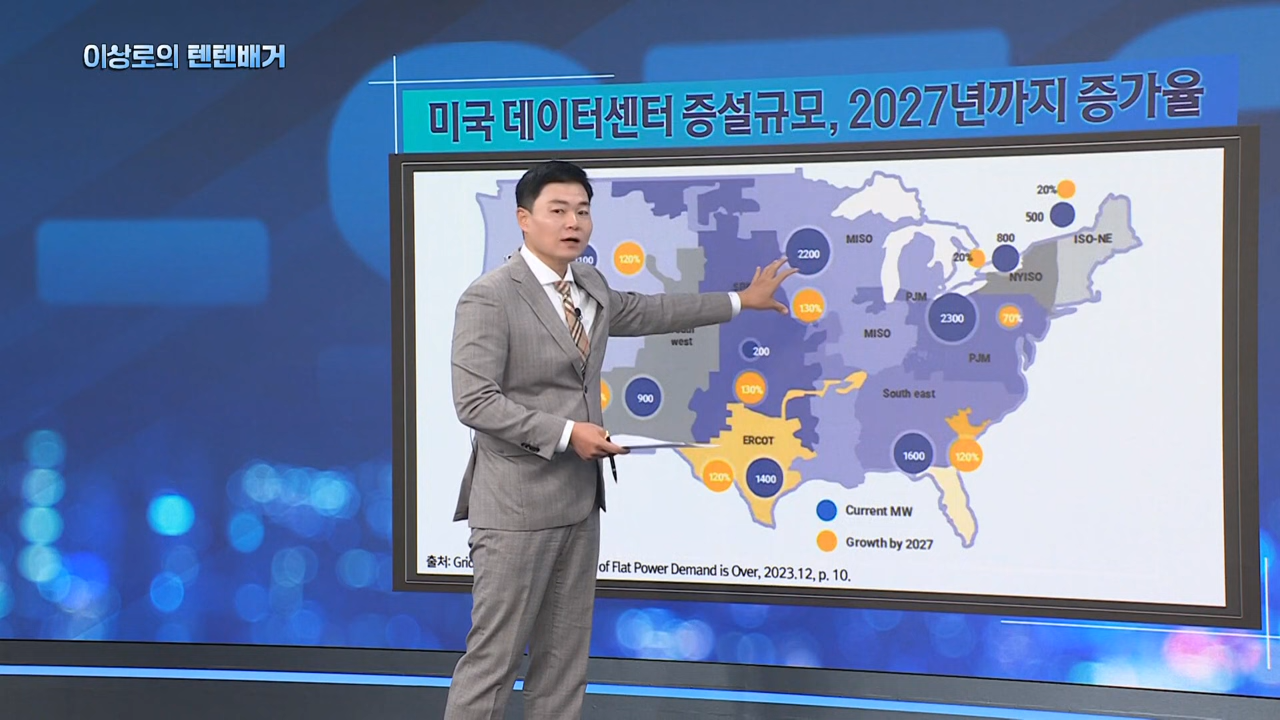 이상로의 텐텐배거
미국 데이터센터 증설규모, 2027년까지 증가율
20%
500
ISO-NE
800
20%
NYISO
MISO
2200
120%
130%
PJM
2300
70%
MISO
PJM
west
200
130%
900
South east
ERCOT
120%
1400
1600
120%
Current MW
Growth by 2027
출처: of Flat Power Demand is Over, 2023.12, p. 10.